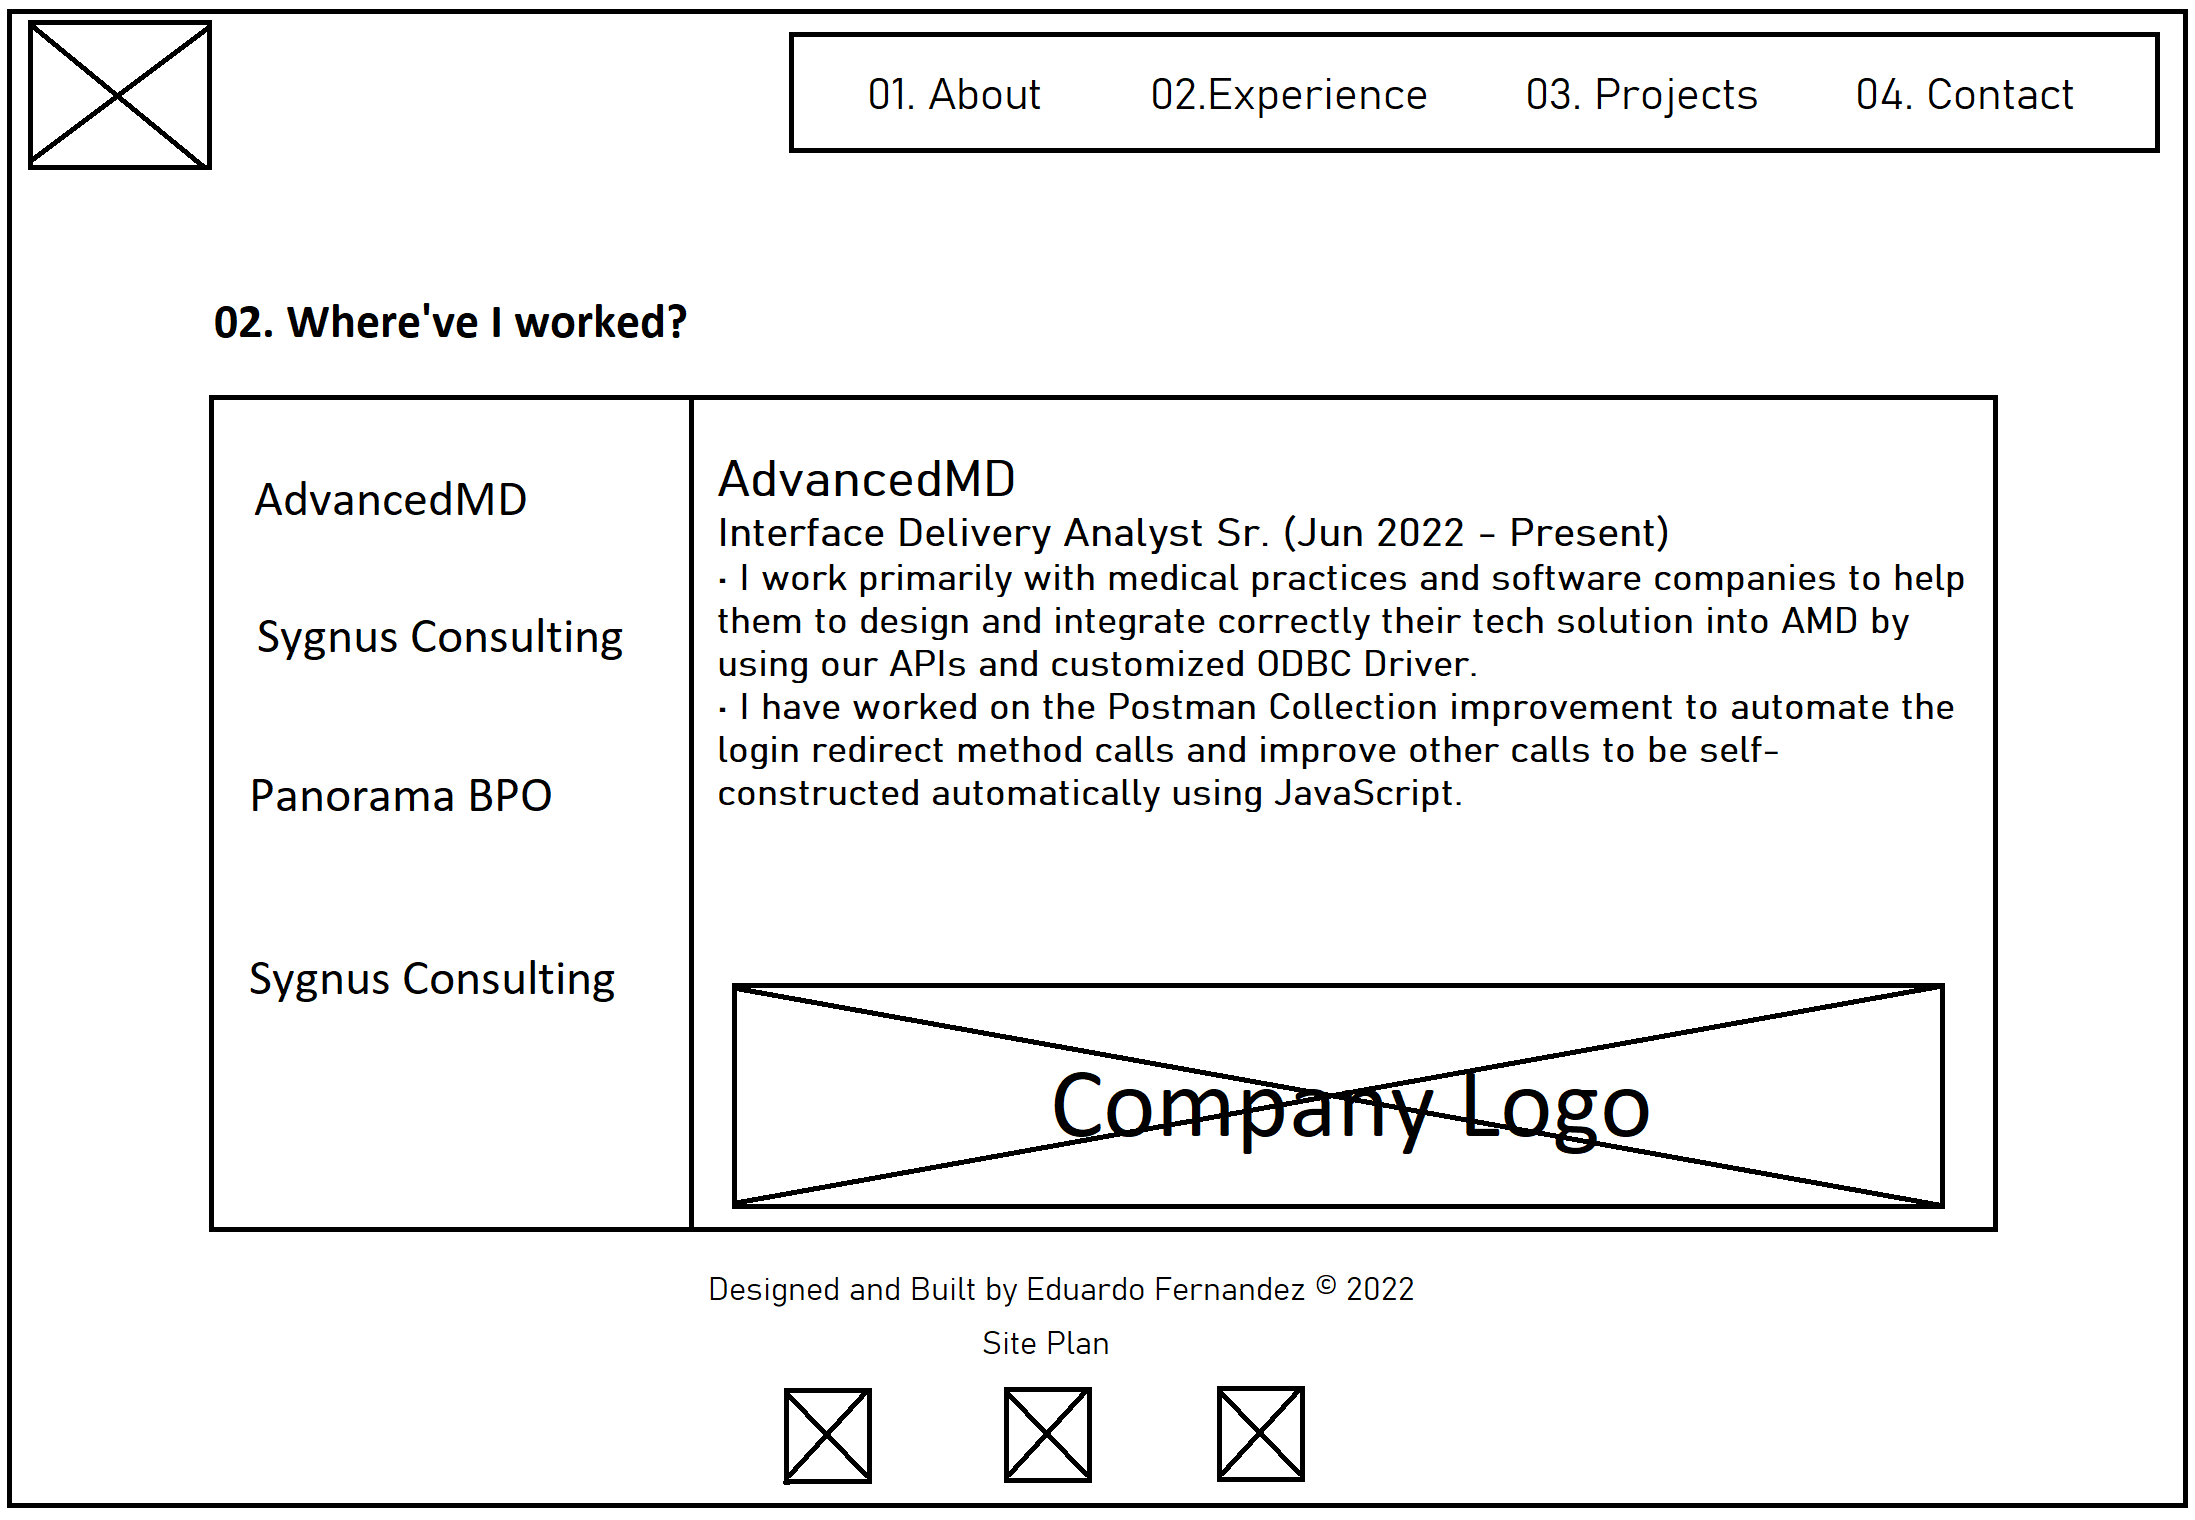 01. About
02.Experience
03. Projects
04. Contact
02. Where've I worked?
AdvancedMD
Sygnus Consulting
Panorama BPO
Sygnus Consulting
AdvancedMD
Interface Delivery Analyst Sr. (Jun 2022 - Present)
· I work primarily with medical practices and software companies to help
them to design and integrate correctly their tech solution into AMD by
using our APIs and customized ODBC Driver.
· I have worked on the Postman Collection improvement to automate the
login redirect method calls and improve other calls to be self-
constructed automatically using JavaScript.
Company Logo
Designed and Built by Eduardo Fernandez © 2022
Site Plan